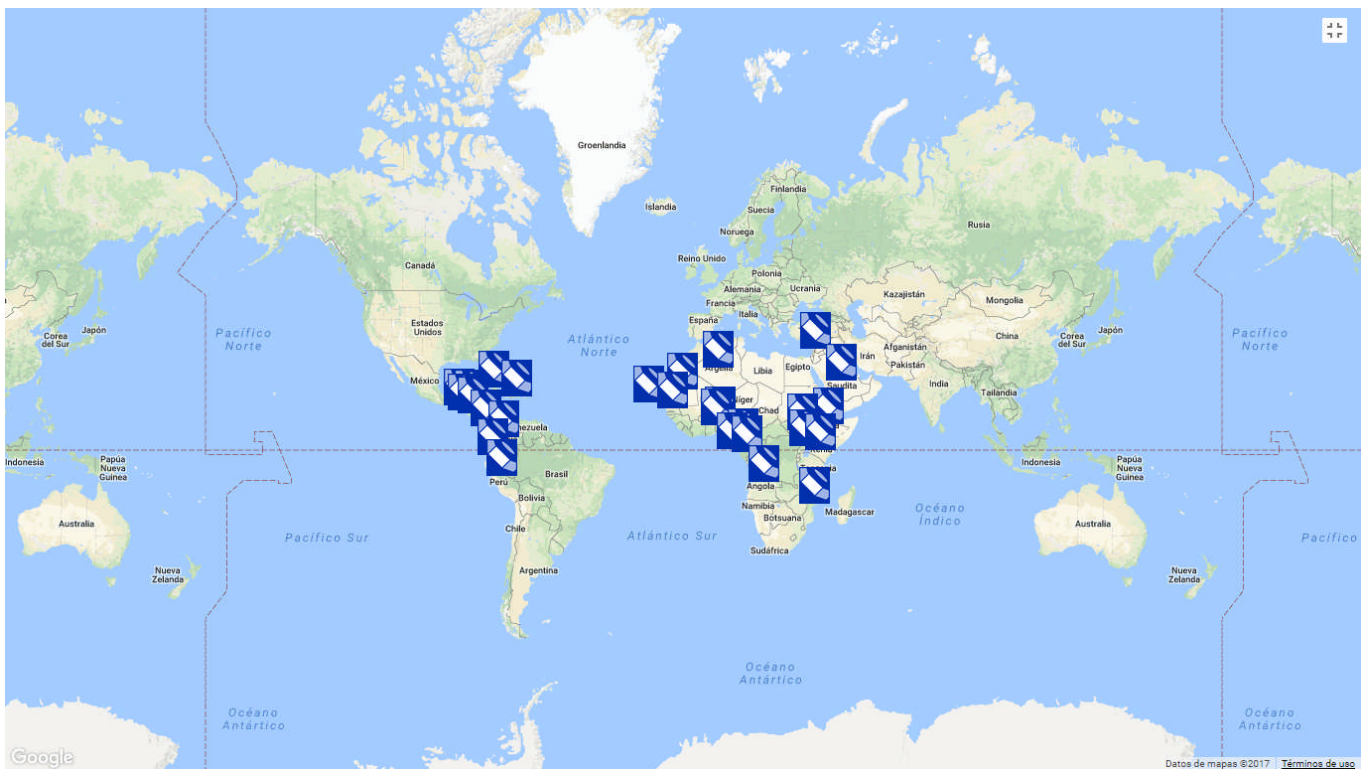 Groenlandia
Islandia
Finlandia
Suecia
Noruega
Rusia
Canadá
Reino Unido
Polonia
Alemania
Ucrania
Francia
Kazajistán
Mongolia
Italia
España
Estados
Unidos
Pacífico
Norte
Atlántico
Norte
Pacífico
Norte
Japón
Corea
del Sur
China
Japón
Corea
del Sur
Afganistán
Irán
Pakistán
Argelia
Libia
Egipto
Saudita
India
México
Tailandia
Níger
Chad
Kenia
Indonesia
Papúa
Nueva
Guinea
Indonesia
Papúa
Nueva
Guinea
Perú
Brasil
Bolivia
Angola
Tanzania
Namibia
Botsuana
Madagascar
Océano
Índico
Australia
Australia
Chile
Pacífico Sur
Atlántico Sur
Pacífico
Sudáfrica
Argentina
Nueva
Zelanda
Nueva
Zelanda
Océano
Antártico
Océano
Antártico
Océano
Antártico
Google
Datos de mapas ©2017
Términos de uso